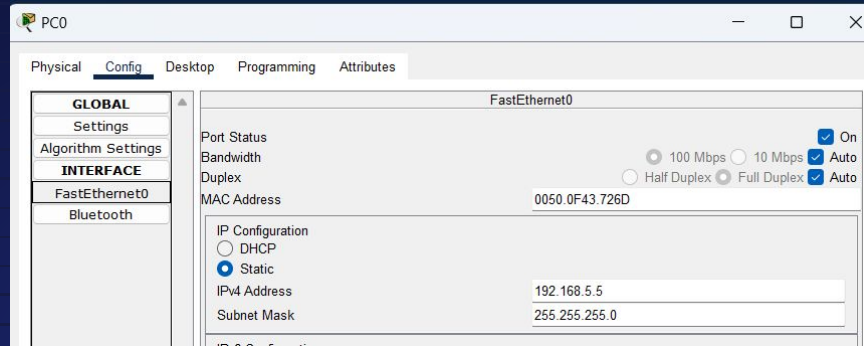 PC0
Physical Config Desktop Programming Attributes
GLOBAL
Settings
Algorithm Settings
INTERFACE
FastEthernet0
Bluetooth
FastEthernet0
Port Status On
Bandwidth 100 Mbps 10 Mbps Auto
Duplex Half Duplex Full Duplex Auto
MAC Address 0050.0F43.726D
IP Configuration
DHCP
Static
IPv4 Address 192.168.5.5
Subnet Mask 255.255.255.0